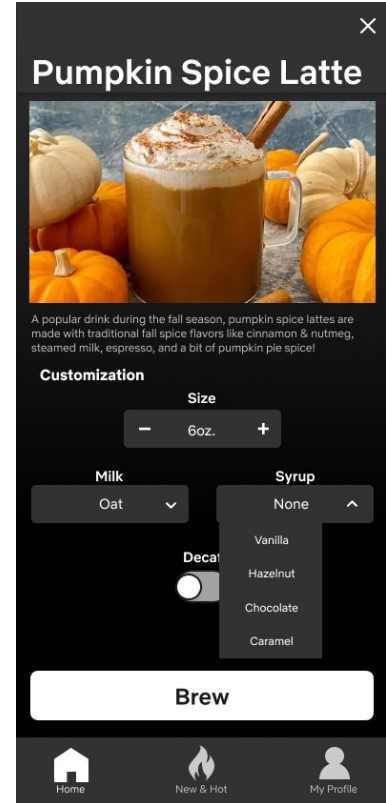 Pumpkin Spice Latte
A popular drink during the fall season, pumpkin spice lattes are
made with traditional fall spice flavors like cinnamon & nutmeg,
steamed milk, espresso, and a bit of pumpkin pie spice!
Customization
Size
− 6oz. +
Milk
Syrup
Oat
None
Vanilla
Hazelnut
Chocolate
Caramel
Decaf
Brew
Home
New & Hot
My Profile